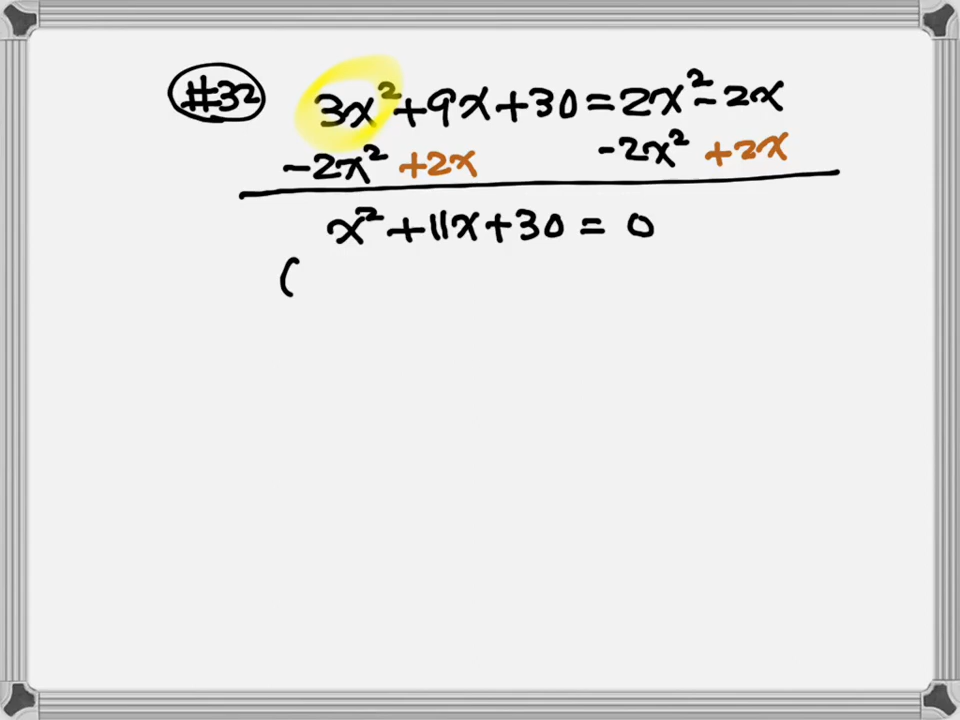 #32 3x²+9x+30=2x²-2x
-2x² +2x -2x² +2x
x²+11x+30=0
(